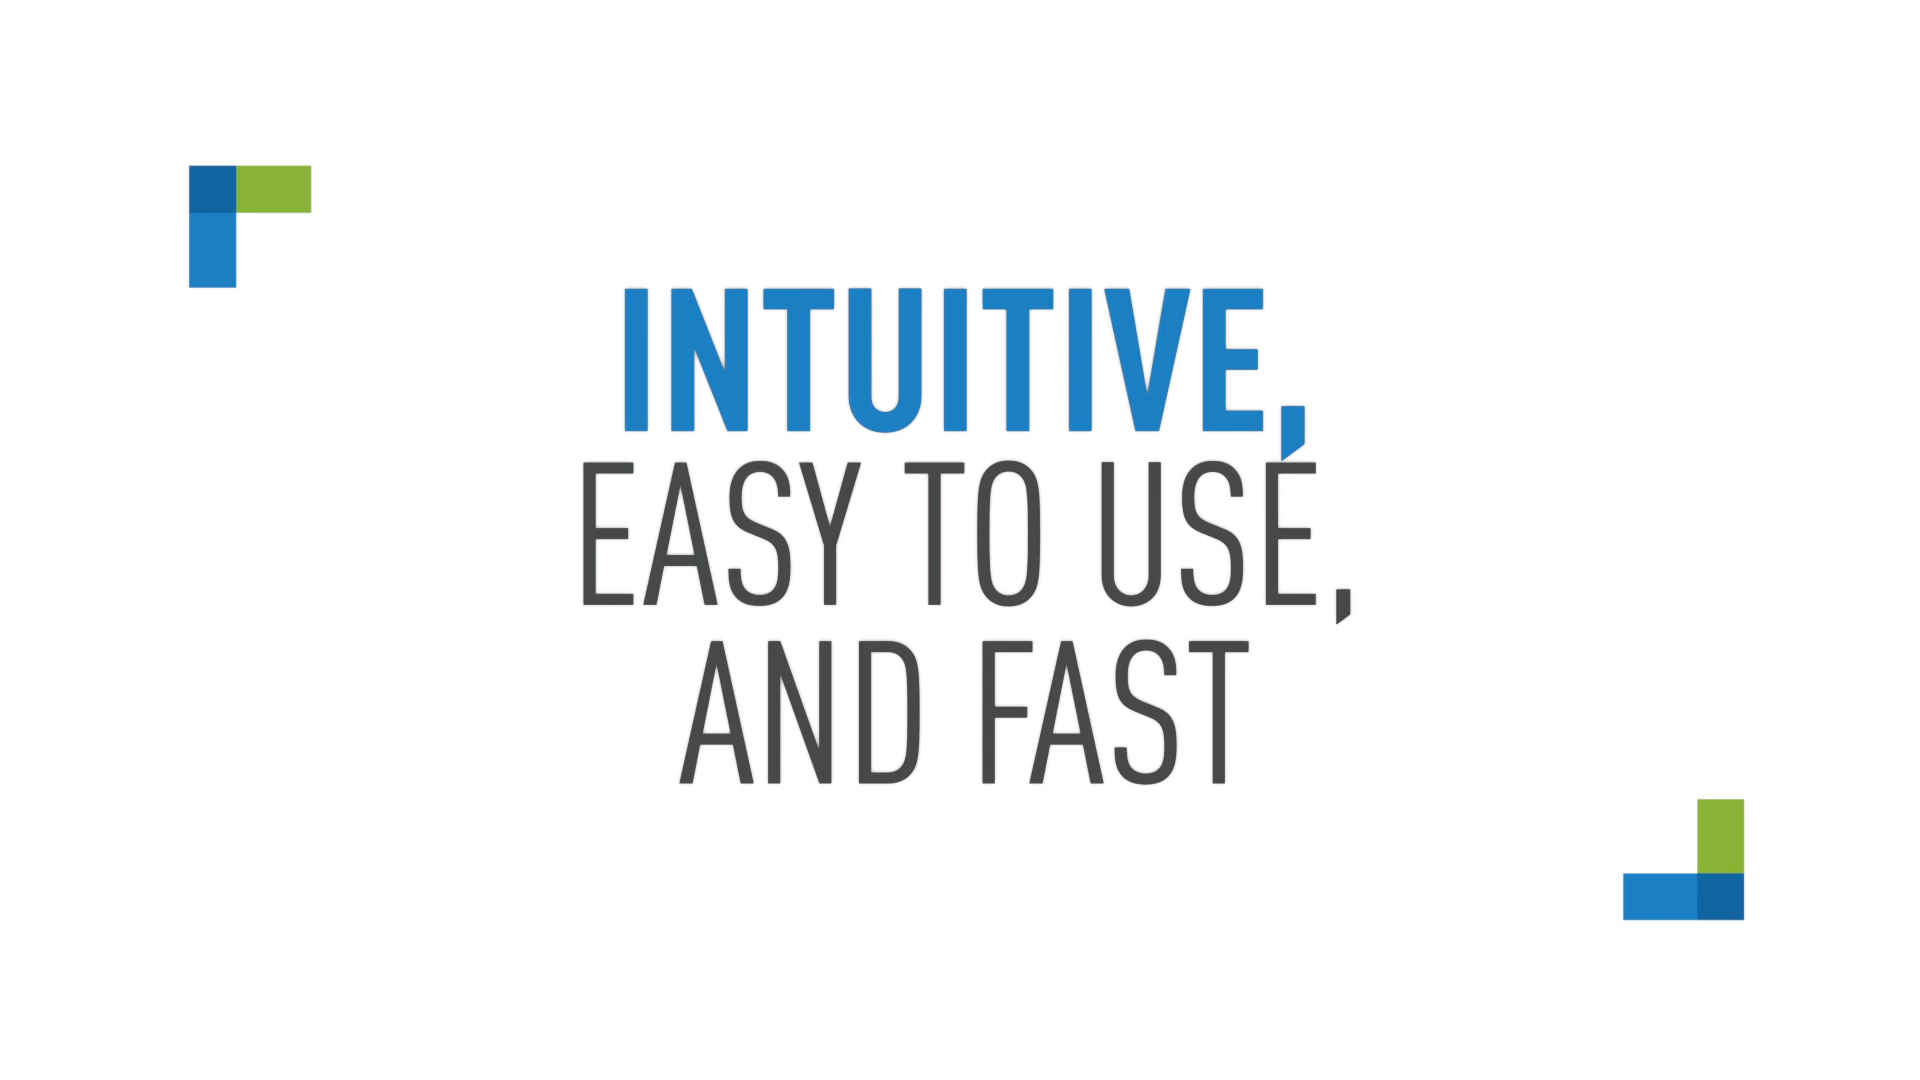 INTUITIVE,
EASY TO USE,
AND FAST